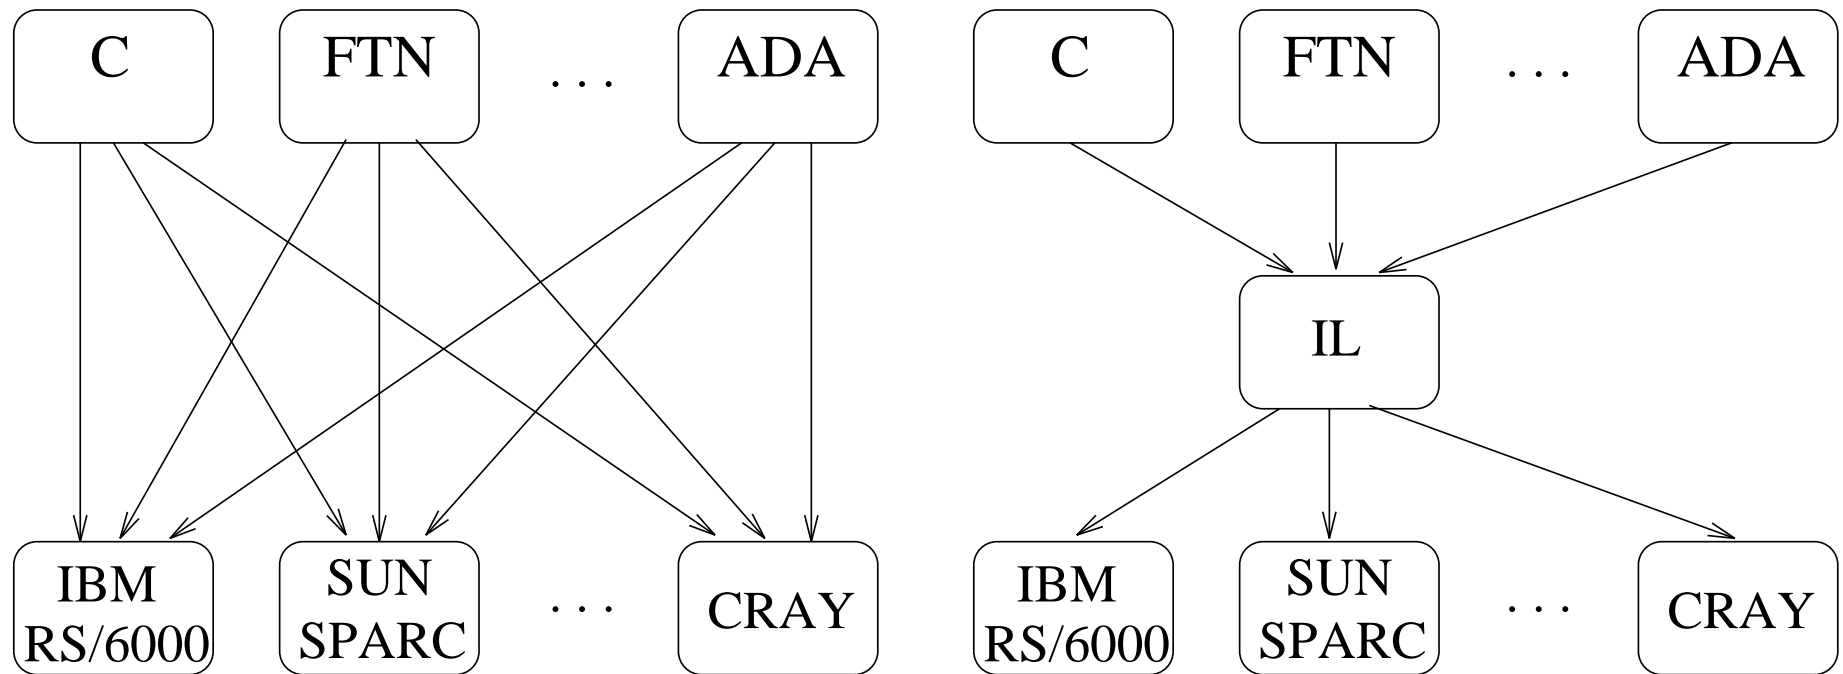 C FTN . . . ADA
IBM
RS/6000
SUN
SPARC
. . .
CRAY
C FTN . . . ADA
IL
IBM
RS/6000
SUN
SPARC
. . .
CRAY